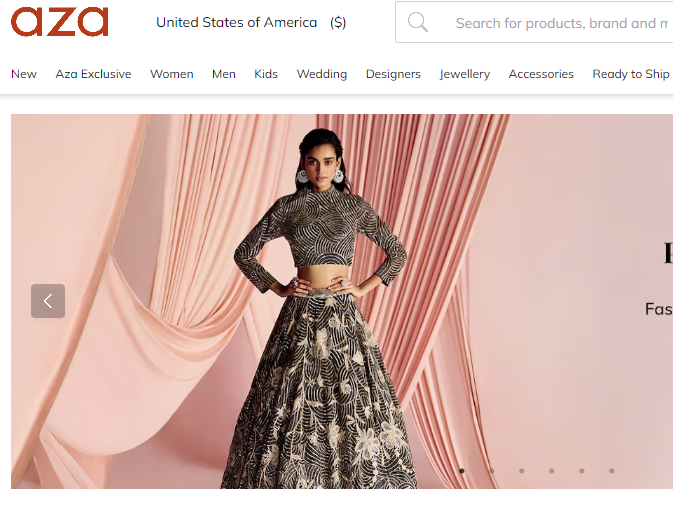 aza
United States of America ($)
Search for products, brand and m
New Aza Exclusive Women Men Kids Wedding Designers Jewellery Accessories Ready to Ship
Fas